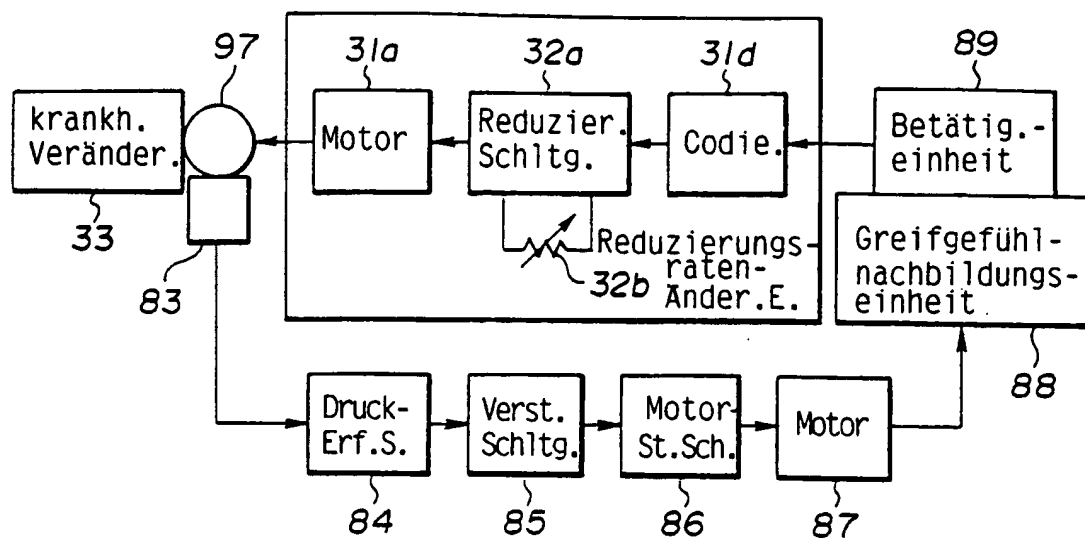 97
31a
32a
31d
89
krankh.
Veränder.
Motor
Reduzier.
Schltg.
Codie.
Betätig.-
einheit
33
83
32b
Reduzierungs-
raten-
Änder.E.
Greifgefühl-
nachbildungs-
einheit
88
Druck-
Erf.S.
Verst.
Schltg.
Motor-
St.Sch.
Motor
84
85
86
87